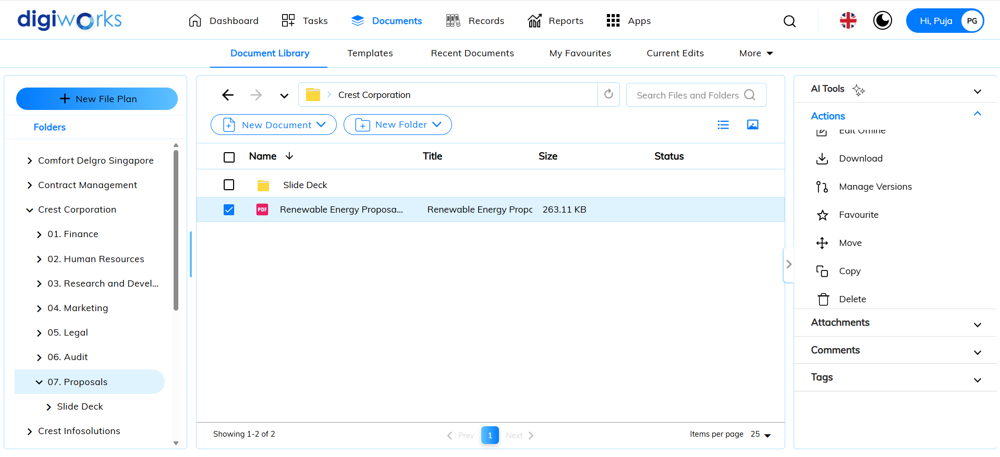 digiworks
Dashboard
Tasks
Documents
Records
Reports
Apps
Hi, Puja
PG
Document Library
Templates
Recent Documents
My Favourites
Current Edits
More
New File Plan
Folders
Comfort Delgro Singapore
Contract Management
Crest Corporation
01. Finance
02. Human Resources
03. Research and Devel...
04. Marketing
05. Legal
06. Audit
07. Proposals
Slide Deck
Crest Infosolutions
Crest Corporation
Search Files and Folders
New Document
New Folder
Name
Title
Size
Status
Slide Deck
PDF
Renewable Energy Proposa...
Renewable Energy Propo
263.11 KB
Showing 1-2 of 2
Prev
1
Next
Items per page 25
AI Tools
Actions
Edit Offline
Download
Manage Versions
Favourite
Move
Copy
Delete
Attachments
Comments
Tags